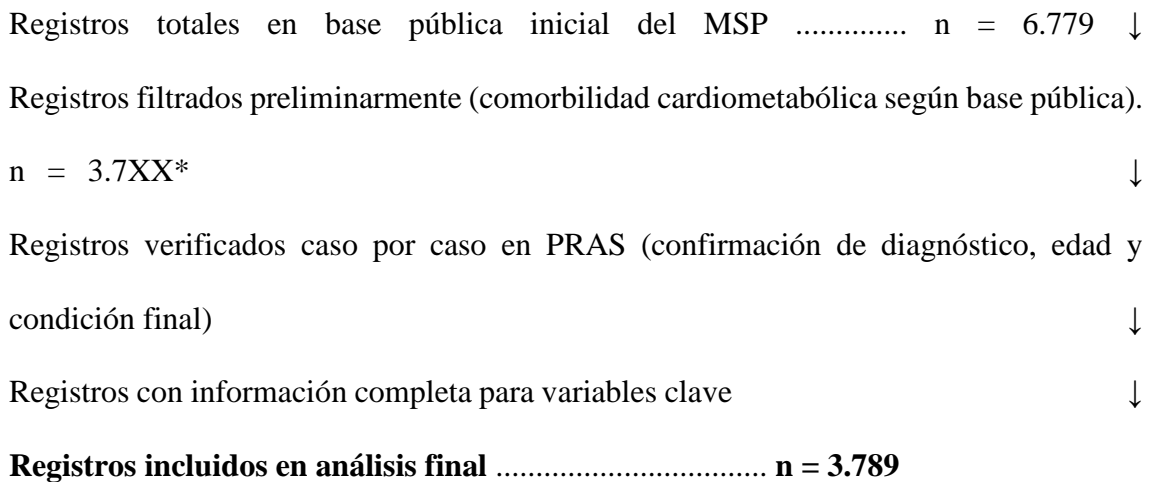 Registros totales en base pública inicial del MSP .............. n = 6.779 ↓
Registros filtrados preliminarmente (comorbilidad cardiometabólica según base pública).
n = 3.7XX* ↓
Registros verificados caso por caso en PRAS (confirmación de diagnóstico, edad y
condición final) ↓
Registros con información completa para variables clave ↓
Registros incluidos en análisis final .................................. n = 3.789